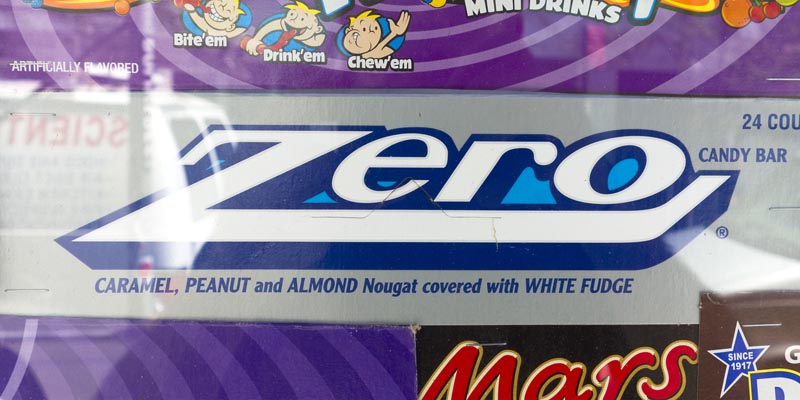 MINI DRINKS
Bite'em
Drink'em
Chew'em
ARTIFICIALLY FLAVORED
SCIENT
24 COU
Zero
CANDY BAR
®
CARAMEL, PEANUT and ALMOND Nougat covered with WHITE FUDGE
Mars
SINCE
1917
G